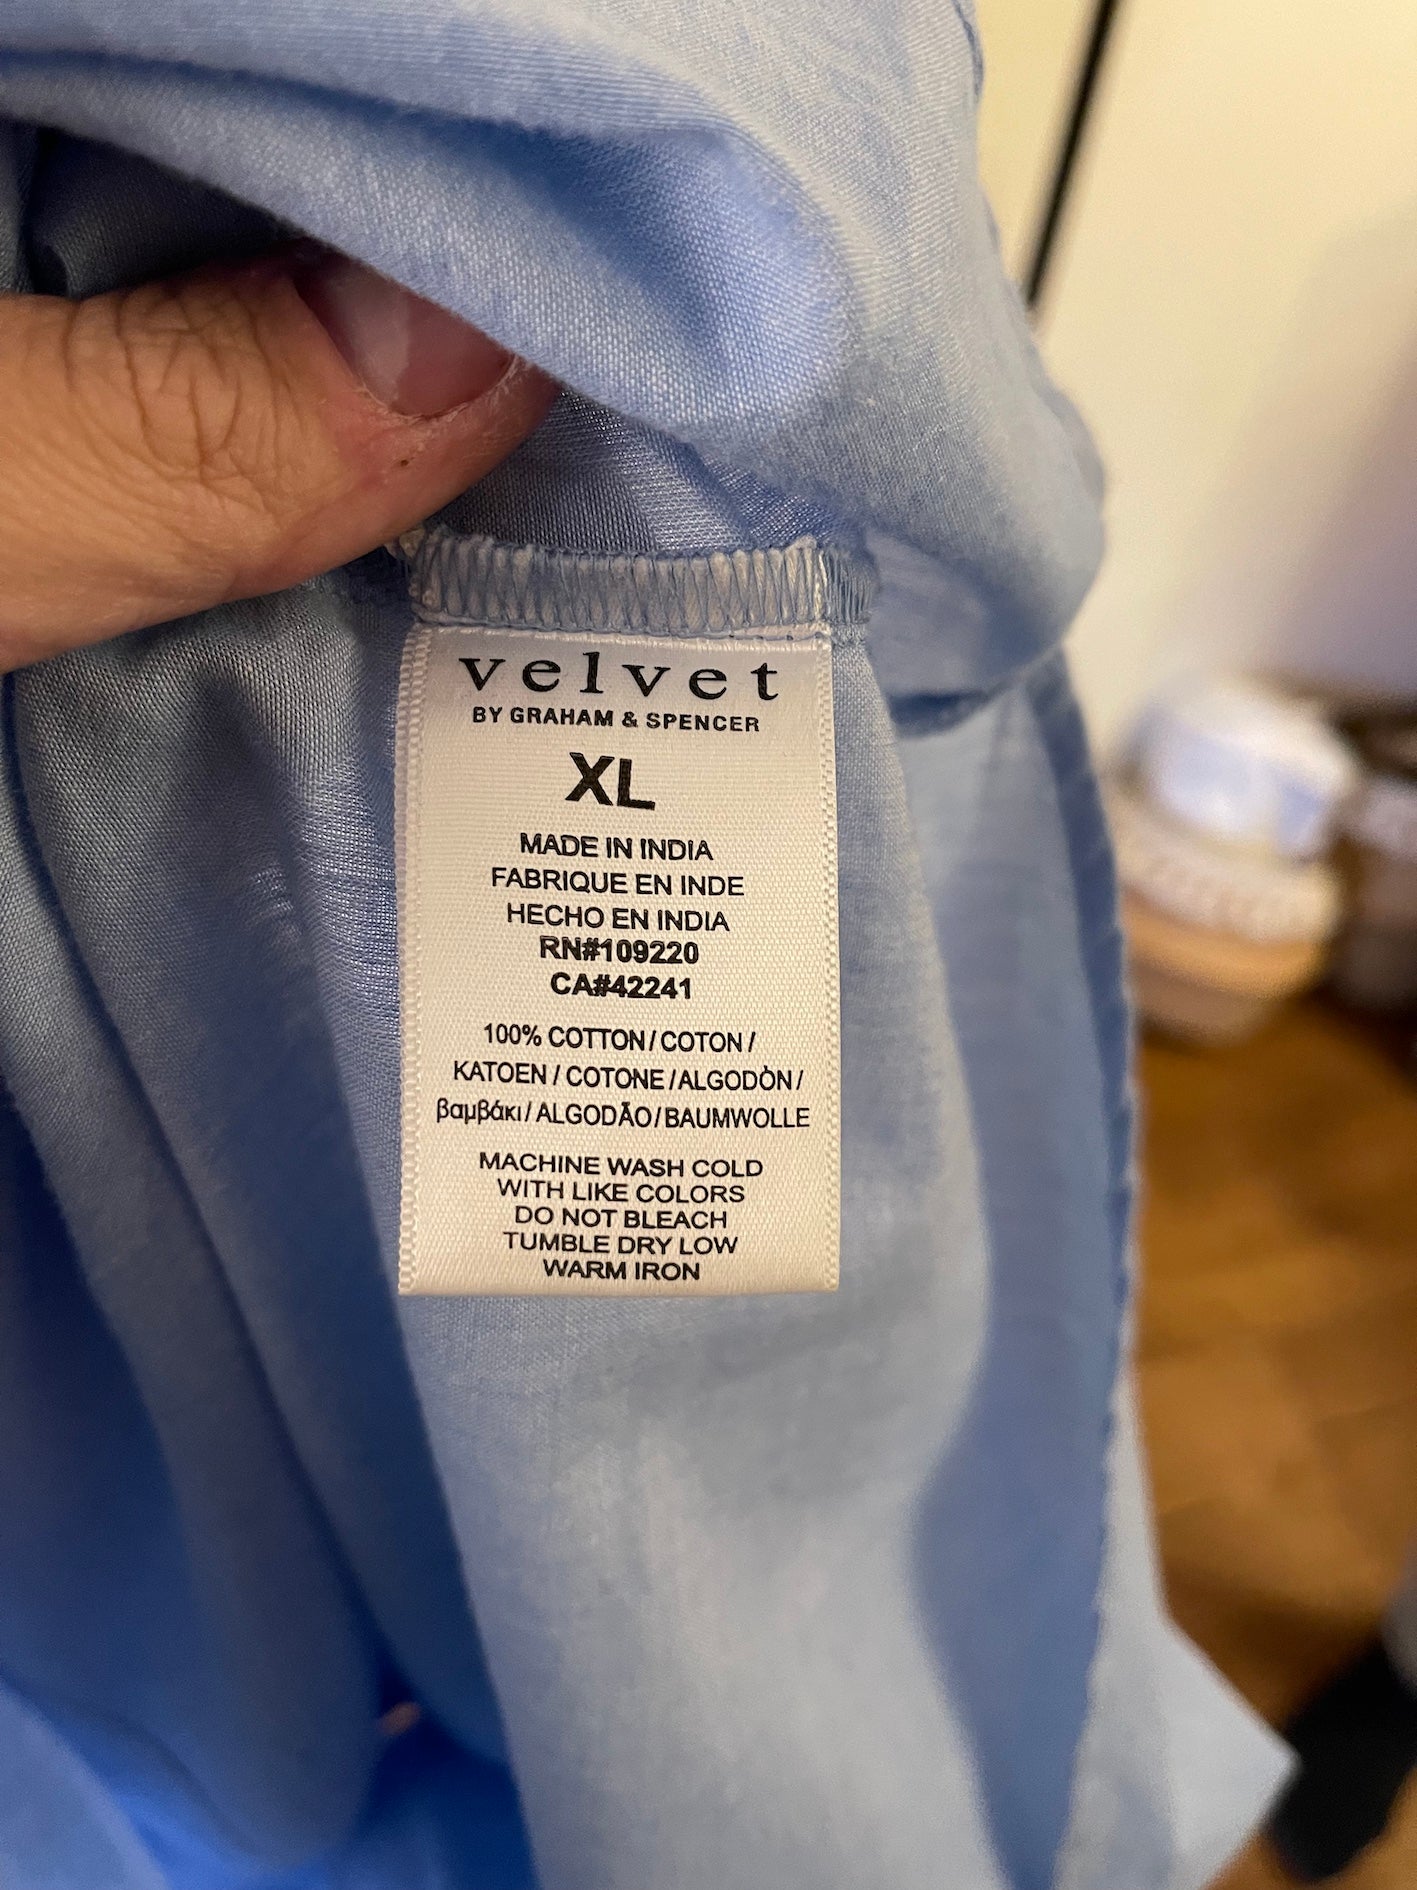 velvet
BY GRAHAM & SPENCER
XL
MADE IN INDIA
FABRIQUE EN INDE
HECHO EN INDIA
RN#109220
CA#42241
100% COTTON / COTON /
KATOEN / COTONE / ALGODÒN /
βαμβάκι / ALGODÃO / BAUMWOLLE
MACHINE WASH COLD
WITH LIKE COLORS
DO NOT BLEACH
TUMBLE DRY LOW
WARM IRON